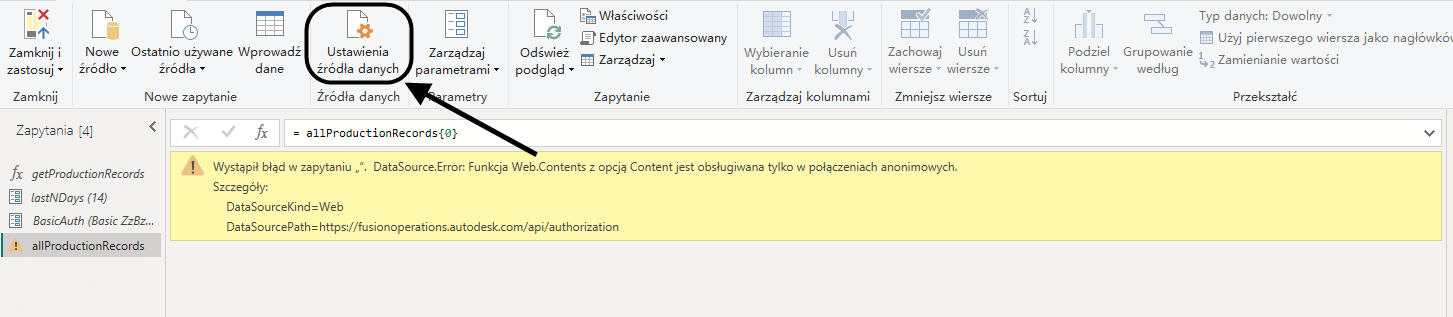 Zamknij i
zastosuj
Zamknij
Nowe
źródło
Ostatnio używane
źródła
Wprowadź
dane
Nowe zapytanie
Ustawienia
źródła danych
Źródła danych
Zarządzaj
parametrami
Parametry
Odśwież
podgląd
Właściwości
Edytor zaawansowany
Zarządzaj
Zapytanie
Wybieranie
kolumn
Usuń
kolumny
Zarządzaj kolumnami
Zachowaj
wiersze
Usuń
wiersze
Zmniejsz wiersze
A
Z
Z
A
Sortuj
Podziel
kolumny
Grupowanie
według
Typ danych: Dowolny
Użyj pierwszego wiersza jako nagłówków
1
2
Zamienianie wartości
Przekształć
Zapytania [4]
fx getProductionRecords
lastNDays (14)
BasicAuth (Basic ZzBz...
allProductionRecords
fx
= allProductionRecords{0}
Wystąpił błąd w zapytaniu „”. DataSource.Error: Funkcja Web.Contents z opcją Content jest obsługiwana tylko w połączeniach anonimowych.
Szczegóły:
DataSourceKind=Web
DataSourcePath=https://fusionoperations.autodesk.com/api/authorization